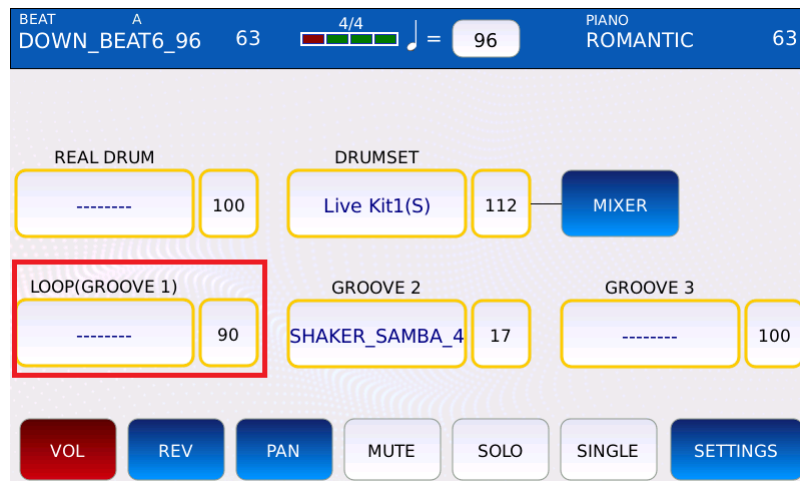 BEAT A
DOWN_BEAT6_96 63 4/4 = 96
PIANO
ROMANTIC 63
REAL DRUM DRUMSET
-------- 100 Live Kit1(S) 112 MIXER
LOOP(GROOVE 1) GROOVE 2 GROOVE 3
-------- 90 SHAKER_SAMBA_4 17 -------- 100
VOL REV PAN MUTE SOLO SINGLE SETTINGS